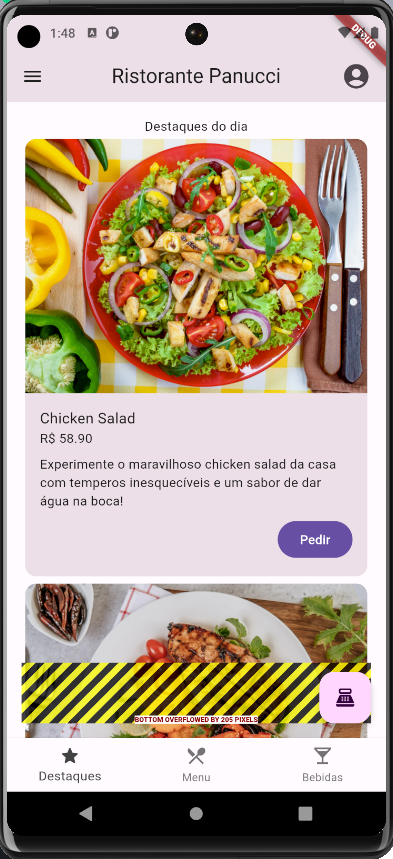 1:48
DEBUG
Ristorante Panucci
Destaques do dia
Chicken Salad
R$ 58.90
Experimente o maravilhoso chicken salad da casa
com temperos inesquecíveis e um sabor de dar
água na boca!
Pedir
BOTTOM OVERFLOWED BY 205 PIXELS
Destaques
Menu
Bebidas